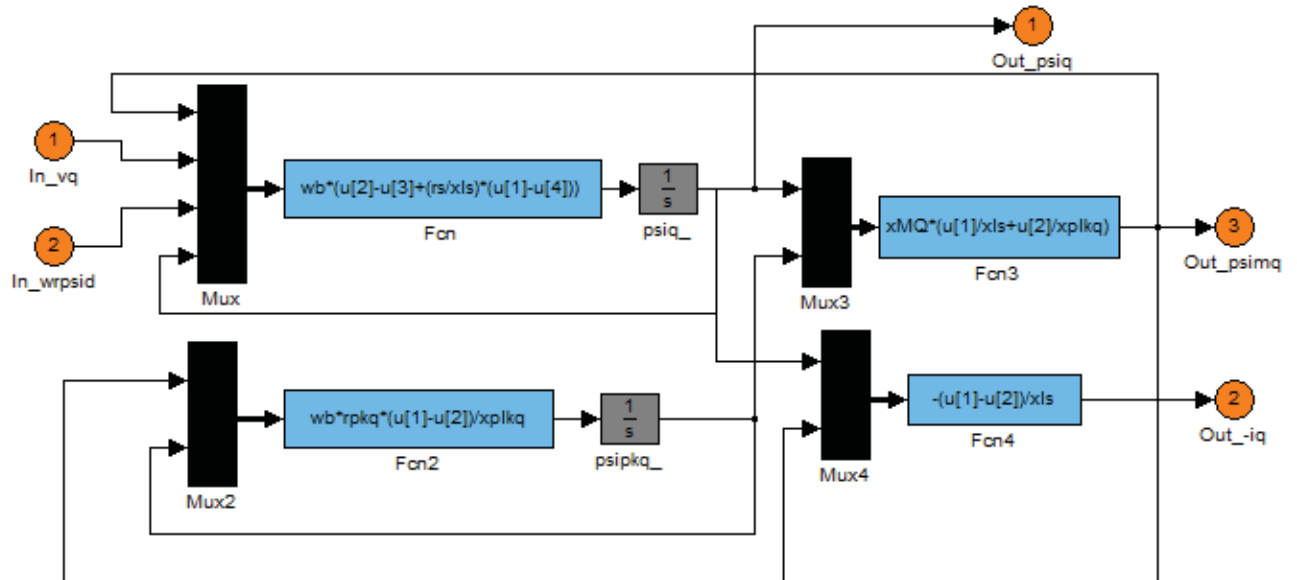 1
Out_psiq
1
In_vq
2
In_wrpsid
Mux
wb*(u[2]-u[3]+(rs/xls)*(u[1]-u[4]))
Fcn
1
s
psiq_
Mux3
xMQ*(u[1]/xls+u[2]/xplkq)
Fcn3
3
Out_psimq
Mux2
wb*rpkq*(u[1]-u[2])/xplkq
Fcn2
1
s
psipkq_
Mux4
-(u[1]-u[2])/xls
Fcn4
2
Out_-iq